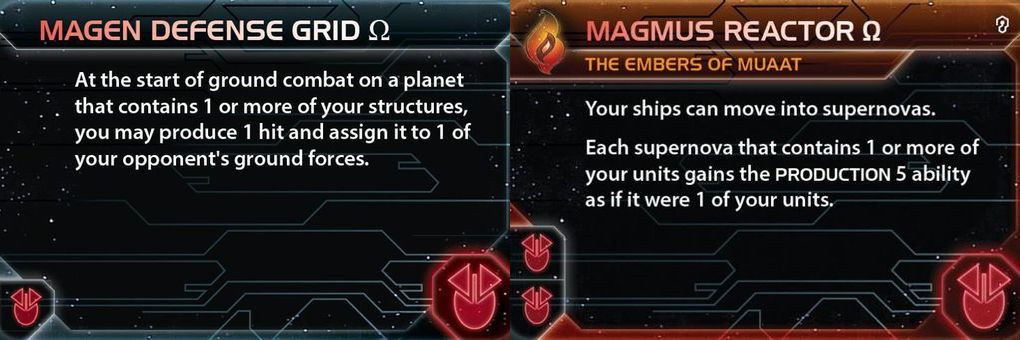 MAGEN DEFENSE GRID Ω
At the start of ground combat on a planet
that contains 1 or more of your structures,
you may produce 1 hit and assign it to 1 of
your opponent's ground forces.
MAGMUS REACTOR Ω
THE EMBERS OF MUAAT
Your ships can move into supernovas.
Each supernova that contains 1 or more of
your units gains the PRODUCTION 5 ability
as if it were 1 of your units.